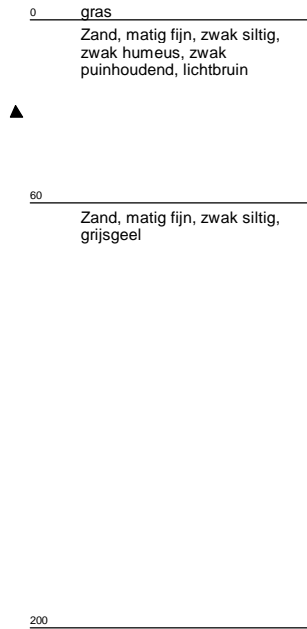 0 gras
Zand, matig fijn, zwak siltig,
zwak humeus, zwak
puinhoudend, lichtbruin
60
Zand, matig fijn, zwak siltig,
grijsgeel
200